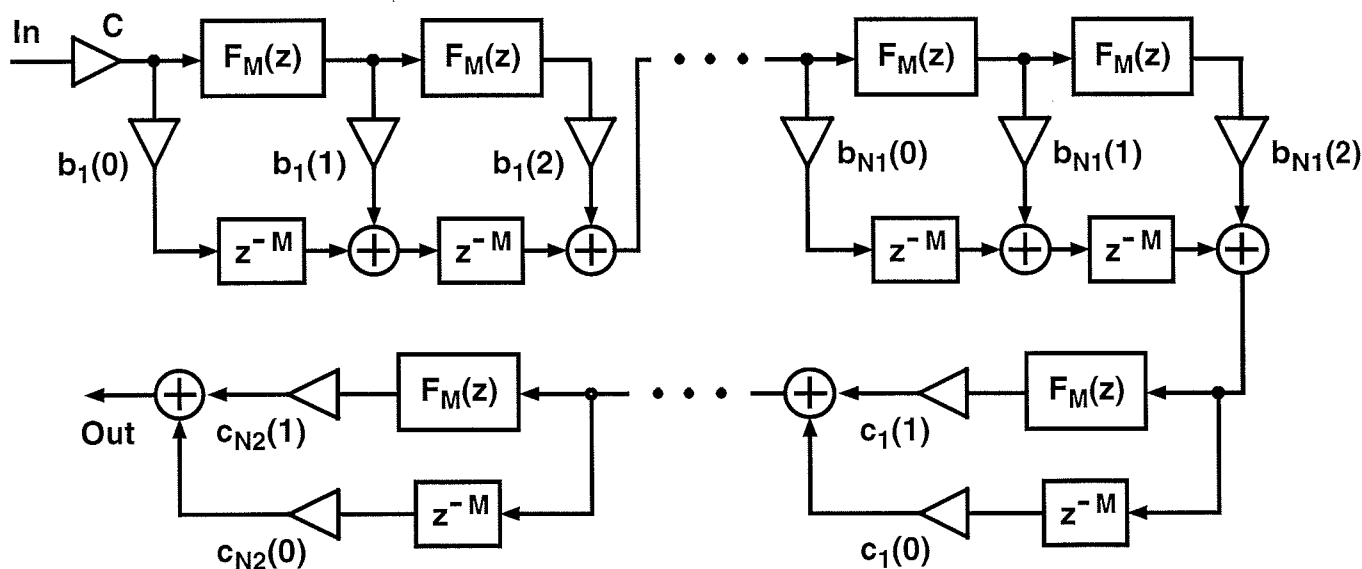 In
C
F_M(z)
F_M(z)
F_M(z)
F_M(z)
b_1(0)
b_1(1)
b_1(2)
b_N1(0)
b_N1(1)
b_N1(2)
z^-M
+
z^-M
+
z^-M
+
z^-M
+
+
c_N2(1)
F_M(z)
+
c_1(1)
F_M(z)
Out
c_N2(0)
z^-M
c_1(0)
z^-M